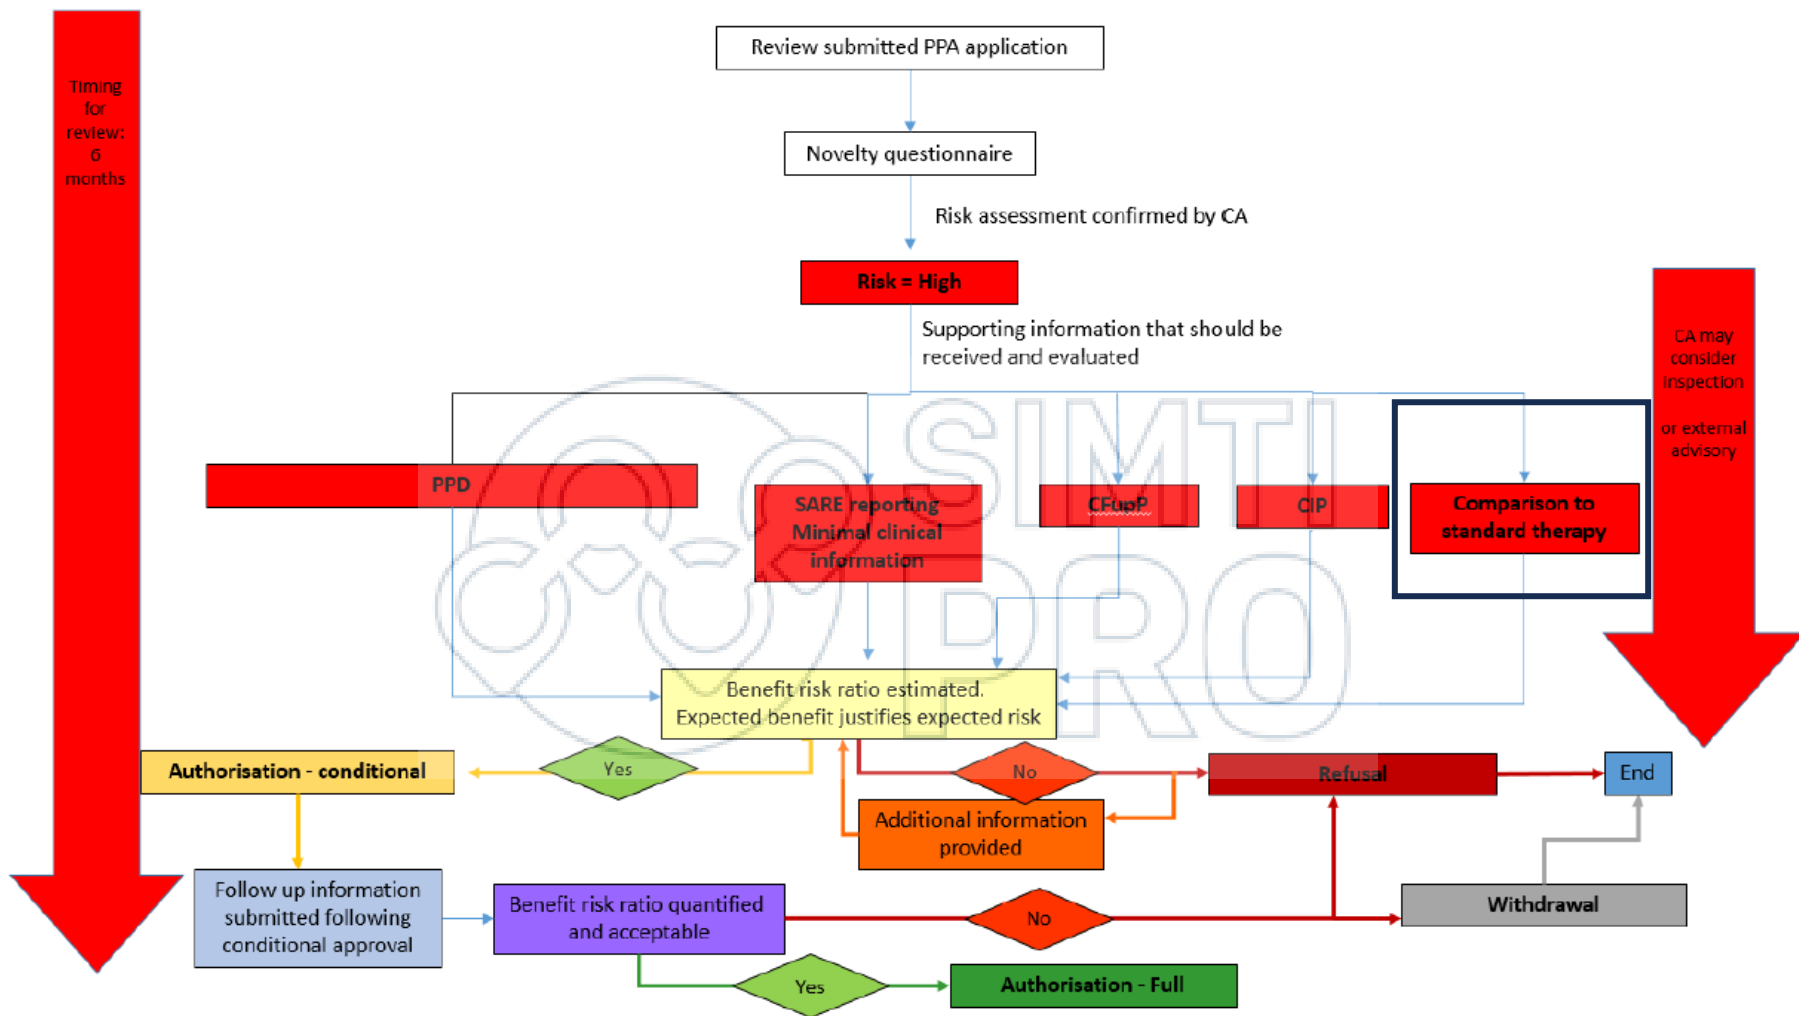 Review submitted PPA application
Timing
for
review:
6
months
Novelty questionnaire
Risk assessment confirmed by CA
Risk = High
Supporting information that should be
received and evaluated
CA may
consider
inspection
or external
advisory
PPD
SARE reporting
Minimal clinical
information
CFupP
CIP
Comparison to
standard therapy
SIMTI
PRO
Benefit risk ratio estimated.
Expected benefit justifies expected risk
Authorisation - conditional
Yes
No
Refusal
End
Additional information
provided
Follow up information
submitted following
conditional approval
Benefit risk ratio quantified
and acceptable
No
Withdrawal
Yes
Authorisation - Full